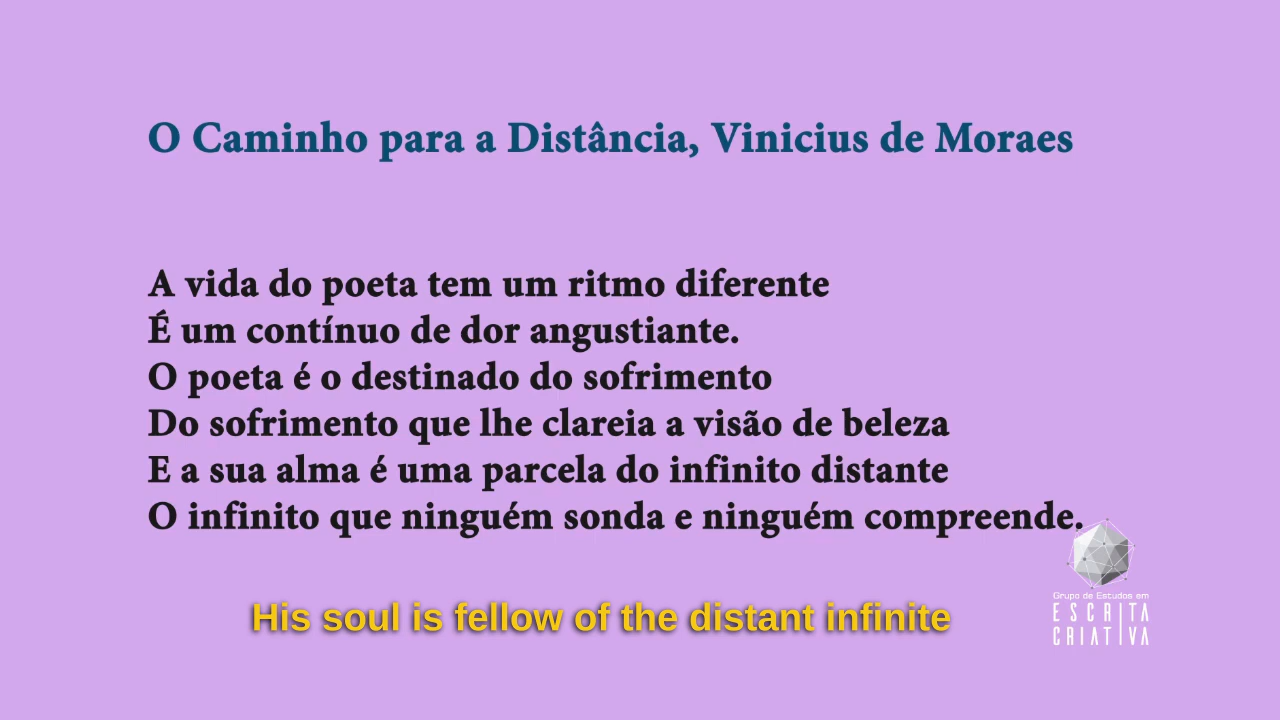 O Caminho para a Distância, Vinicius de Moraes
A vida do poeta tem um ritmo diferente
É um contínuo de dor angustiante.
O poeta é o destinado do sofrimento
Do sofrimento que lhe clareia a visão de beleza
E a sua alma é uma parcela do infinito distante
O infinito que ninguém sonda e ninguém compreende.
His soul is fellow of the distant infinite
Grupo de Estudos em
ESCRITA
CRIATIVA